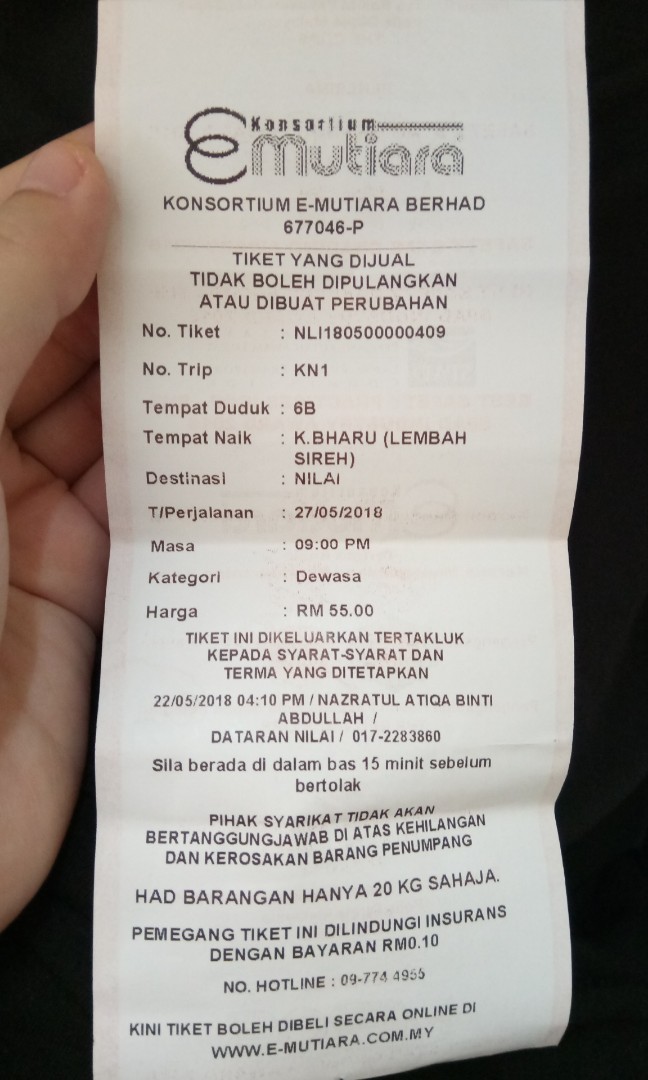 Konsortium
E Mutiara
KONSORTIUM E-MUTIARA BERHAD
677046-P
TIKET YANG DIJUAL
TIDAK BOLEH DIPULANGKAN
ATAU DIBUAT PERUBAHAN
No. Tiket : NLI180500000409
No. Trip : KN1
Tempat Duduk : 6B
Tempat Naik : K.BHARU (LEMBAH
SIREH)
Destinasi : NILAI
T/Perjalanan : 27/05/2018
Masa : 09:00 PM
Kategori : Dewasa
Harga : RM 55.00
TIKET INI DIKELUARKAN TERTAKLUK
KEPADA SYARAT-SYARAT DAN
TERMA YANG DITETAPKAN
22/05/2018 04:10 PM / NAZRATUL ATIQA BINTI
ABDULLAH /
DATARAN NILAI / 017-2283860
Sila berada di dalam bas 15 minit sebelum
bertolak
PIHAK SYARIKAT TIDAK AKAN
BERTANGGUNGJAWAB DI ATAS KEHILANGAN
DAN KEROSAKAN BARANG PENUMPANG
HAD BARANGAN HANYA 20 KG SAHAJA.
PEMEGANG TIKET INI DILINDUNGI INSURANS
DENGAN BAYARAN RM0.10
NO. HOTLINE : 09-774 4955
KINI TIKET BOLEH DIBELI SECARA ONLINE DI
WWW.E-MUTIARA.COM.MY